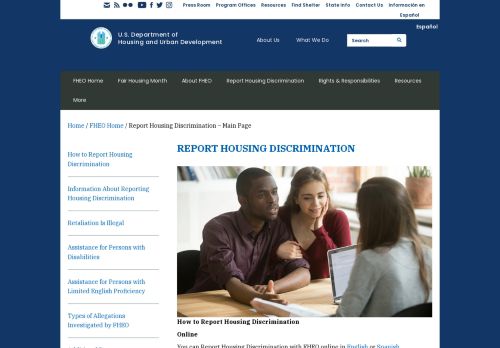 Press Room Program Offices Resources Find Shelter State Info Contact Us Información en Español
Español
U.S. Department of
Housing and Urban Development
About Us What We Do
Search
FHEO Home Fair Housing Month About FHEO Report Housing Discrimination Rights & Responsibilities Resources
More
Home / FHEO Home / Report Housing Discrimination – Main Page
How to Report Housing
Discrimination
Information About Reporting
Housing Discrimination
Retaliation Is Illegal
Assistance for Persons with
Disabilities
Assistance for Persons with
Limited English Proficiency
Types of Allegations
Investigated by FHEO
REPORT HOUSING DISCRIMINATION
How to Report Housing Discrimination
Online
You can Report Housing Discrimination with FHEO online in English or Spanish